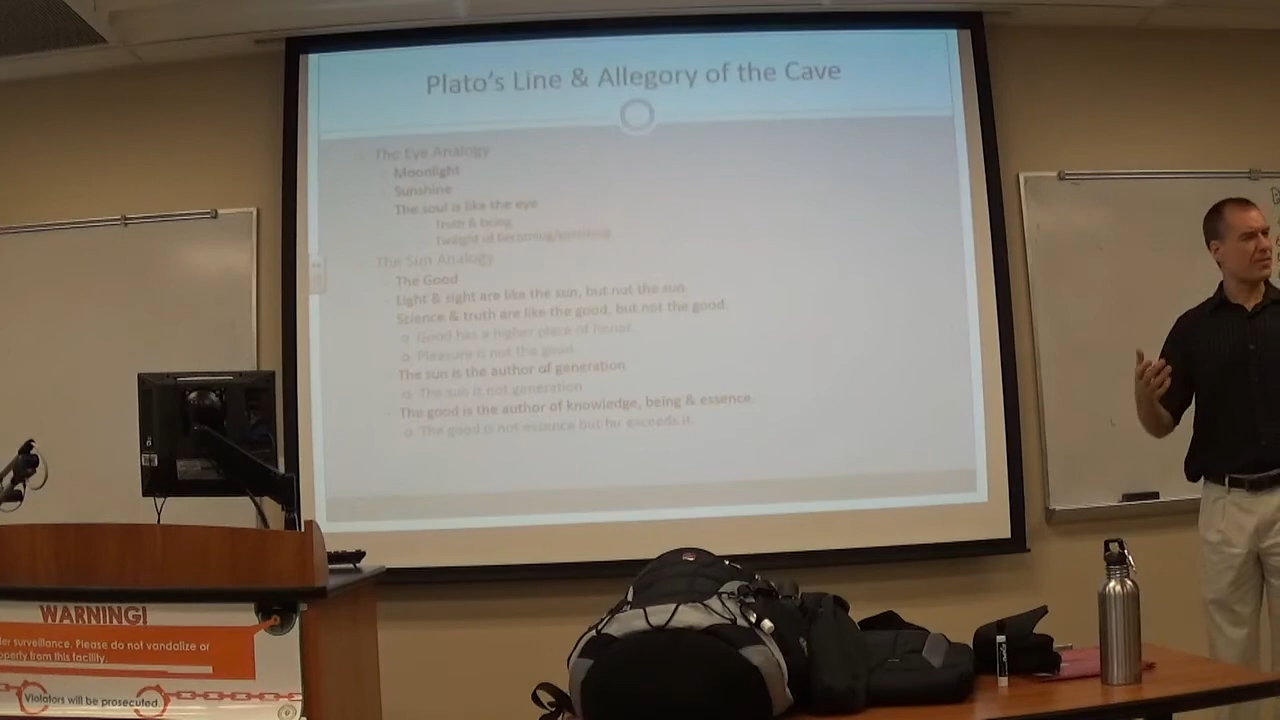 Plato's Line & Allegory of the Cave
The Eye Analogy
Moonlight
Sunshine
The soul is like the eye
Truth & being
Twilight of becoming/perishing
The Sun Analogy
The Good
Light & sight are like the sun, but not the sun.
Science & truth are like the good, but not the good.
Good has a higher place of honor.
Pleasure is not the good.
The sun is the author of generation.
The sun is not generation
The good is the author of knowledge, being & essence.
The good is not essence but far exceeds it.
WARNING!
er surveillance. Please do not vandalize or
operty from this facility.
Violators will be prosecuted.